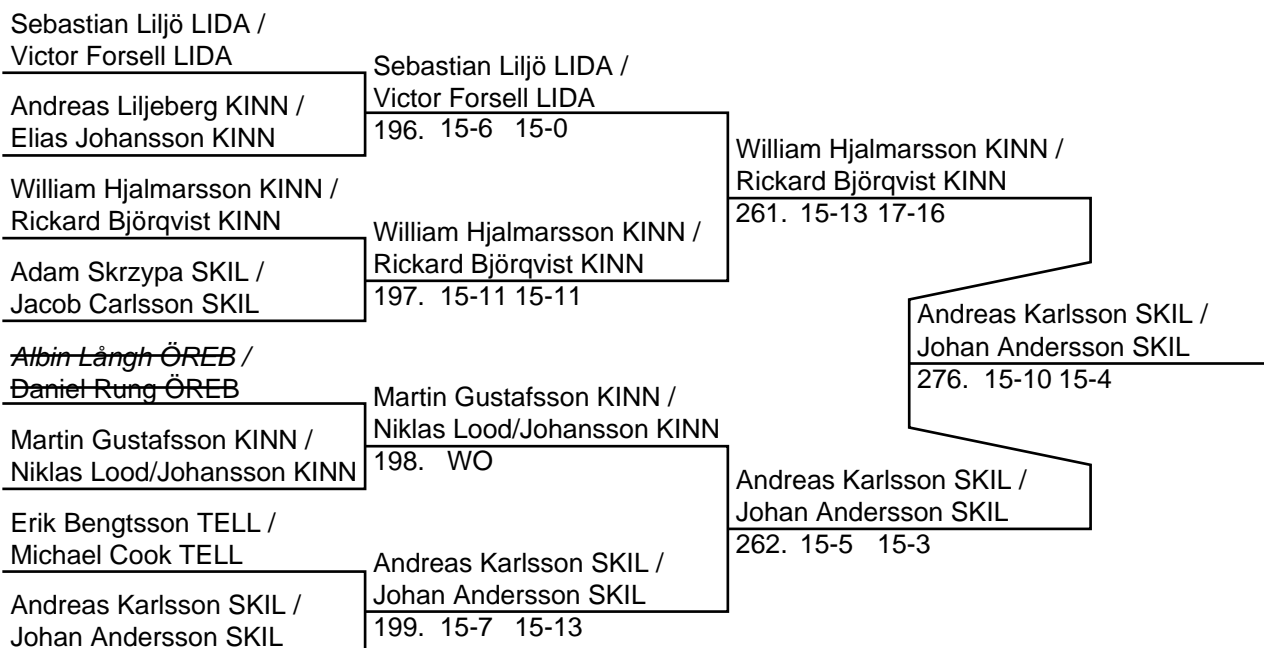 Sebastian Liljö LIDA /
Victor Forsell LIDA
Andreas Liljeberg KINN /
Elias Johansson KINN
William Hjalmarsson KINN /
Rickard Björqvist KINN
Adam Skrzypa SKIL /
Jacob Carlsson SKIL
Albin Långh ÖREB /
Daniel Rung ÖREB
Martin Gustafsson KINN /
Niklas Lood/Johansson KINN
Erik Bengtsson TELL /
Michael Cook TELL
Andreas Karlsson SKIL /
Johan Andersson SKIL
Sebastian Liljö LIDA /
Victor Forsell LIDA
196. 15-6 15-0
William Hjalmarsson KINN /
Rickard Björqvist KINN
197. 15-11 15-11
Martin Gustafsson KINN /
Niklas Lood/Johansson KINN
198. WO
Andreas Karlsson SKIL /
Johan Andersson SKIL
199. 15-7 15-13
William Hjalmarsson KINN /
Rickard Björqvist KINN
261. 15-13 17-16
Andreas Karlsson SKIL /
Johan Andersson SKIL
262. 15-5 15-3
Andreas Karlsson SKIL /
Johan Andersson SKIL
276. 15-10 15-4